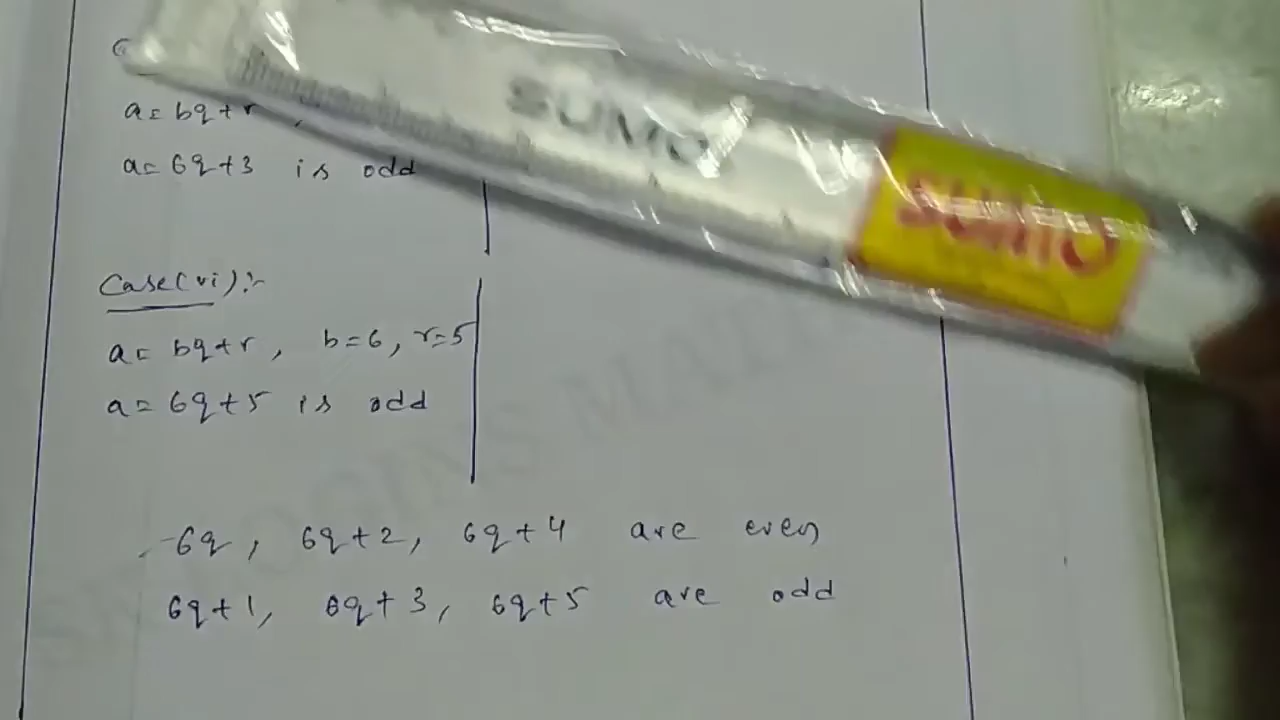 SUMO
SUMO
a= bq+r
a= 6q+3 is odd
Case(vi):-
a= bq+r, b=6, r=5
a= 6q+5 is odd
6q, 6q+2, 6q+4 are even
6q+1, 6q+3, 6q+5 are odd